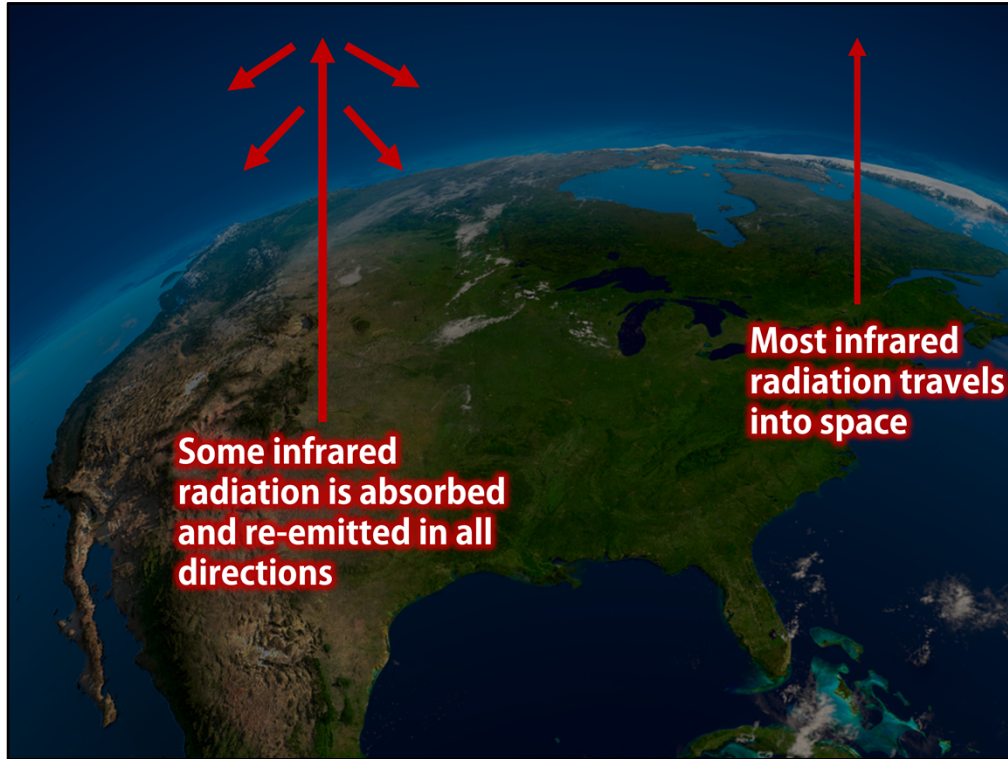 Some infrared
radiation is absorbed
and re-emitted in all
directions
Most infrared
radiation travels
into space